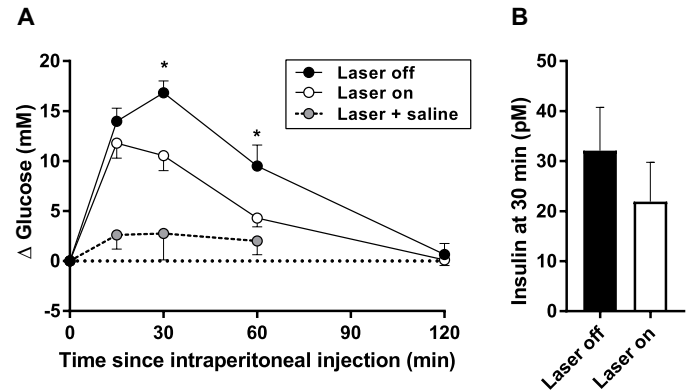 A
Δ Glucose (mM)
20
15
10
5
0
-5
*
*
Laser off
Laser on
Laser + saline
0
30
60
90
120
Time since intraperitoneal injection (min)
B
Insulin at 30 min (pM)
50
40
30
20
10
0
Laser off
Laser on